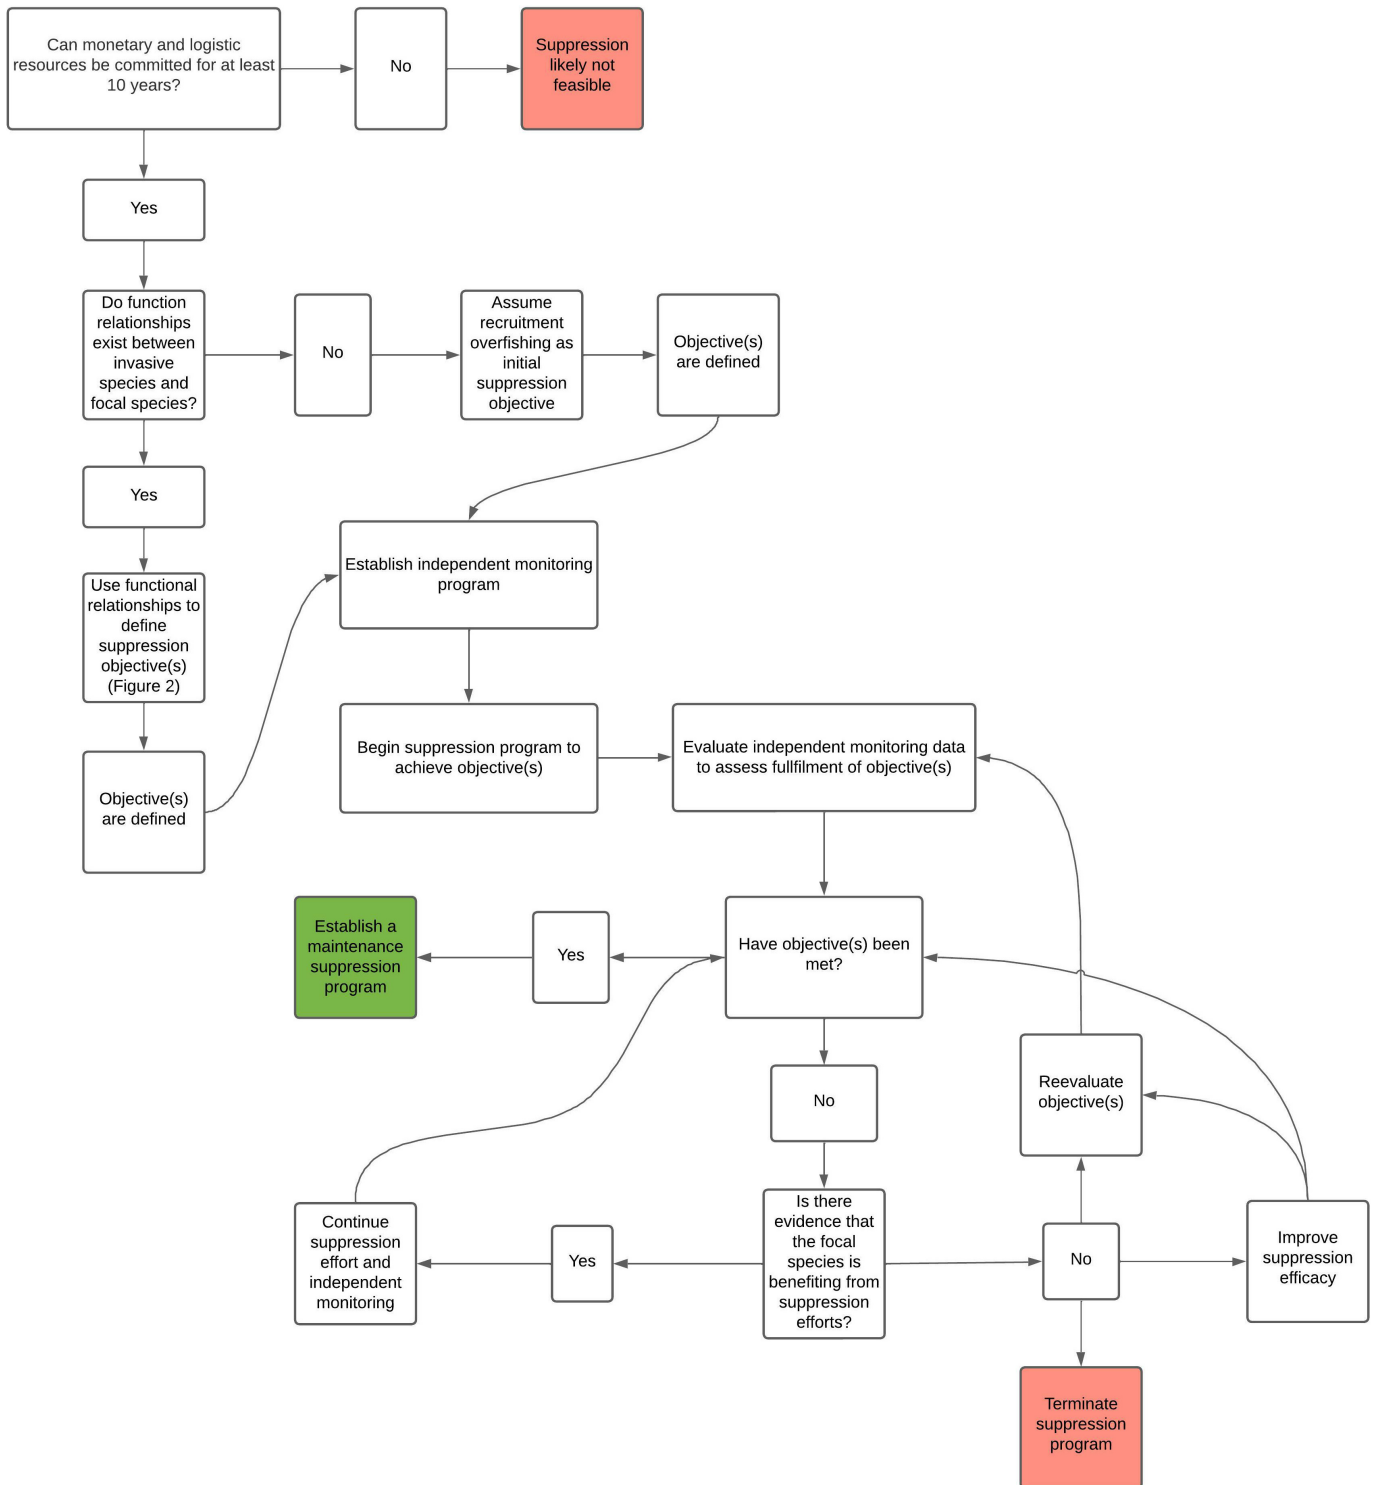 Can monetary and logistic
resources be committed for at least
10 years?
No
Suppression
likely not
feasible
Yes
Do function
relationships
exist between
invasive
species and
focal species?
No
Assume
recruitment
overfishing as
initial
suppression
objective
Objective(s)
are defined
Yes
Use functional
relationships to
define
suppression
objective(s)
(Figure 2)
Objective(s)
are defined
Establish independent monitoring
program
Begin suppression program to
achieve objective(s)
Evaluate independent monitoring data
to assess fullfilment of objective(s)
Have objective(s) been
met?
Yes
Establish a
maintenance
suppression
program
No
Is there
evidence that
the focal
species is
benefiting from
suppression
efforts?
Yes
Continue
suppression
effort and
independent
monitoring
No
Reevaluate
objective(s)
Improve
suppression
efficacy
Terminate
suppression
program